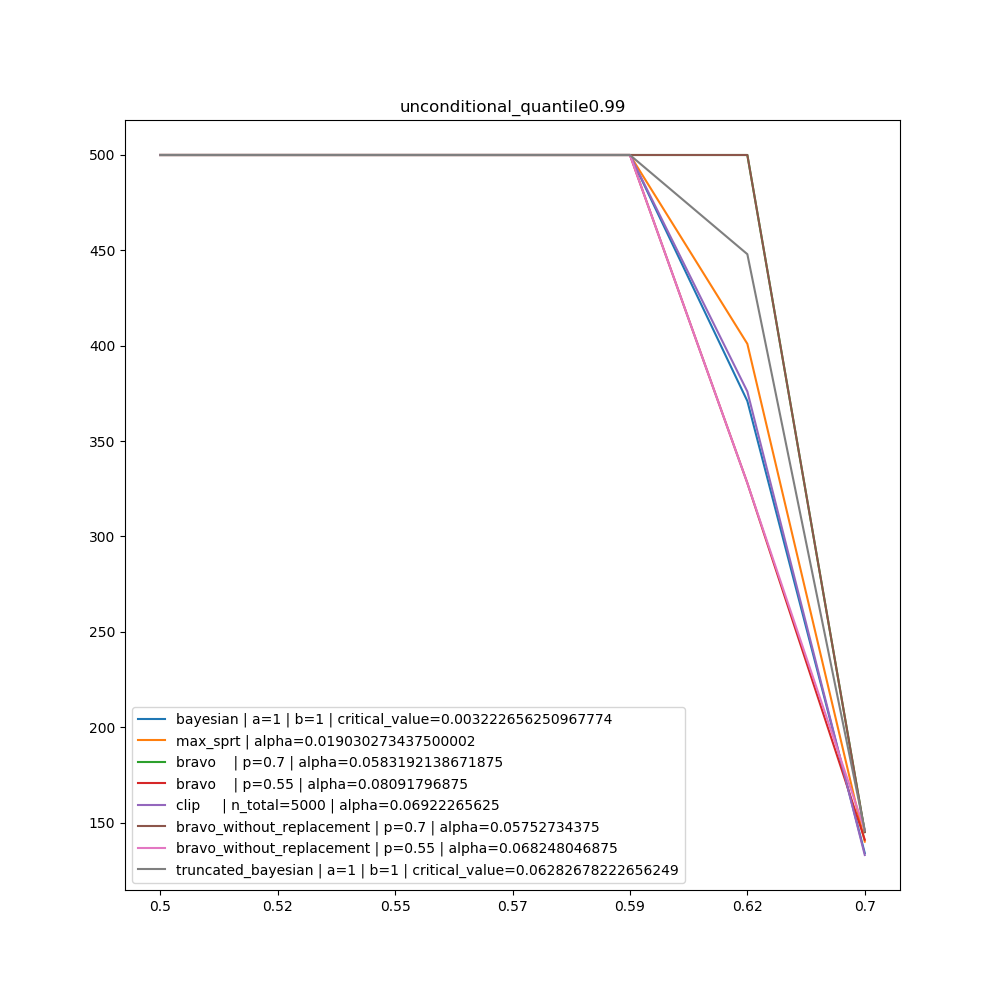 unconditional_quantile0.99
500
450
400
350
300
250
200
150
bayesian | a=1 | b=1 | critical_value=0.003222656250967774
max_sprt | alpha=0.019030273437500002
bravo    | p=0.7 | alpha=0.0583192138671875
bravo    | p=0.55 | alpha=0.08091796875
clip     | n_total=5000 | alpha=0.06922265625
bravo_without_replacement | p=0.7 | alpha=0.05752734375
bravo_without_replacement | p=0.55 | alpha=0.068248046875
truncated_bayesian | a=1 | b=1 | critical_value=0.06282678222656249
0.5 0.52 0.55 0.57 0.59 0.62 0.7